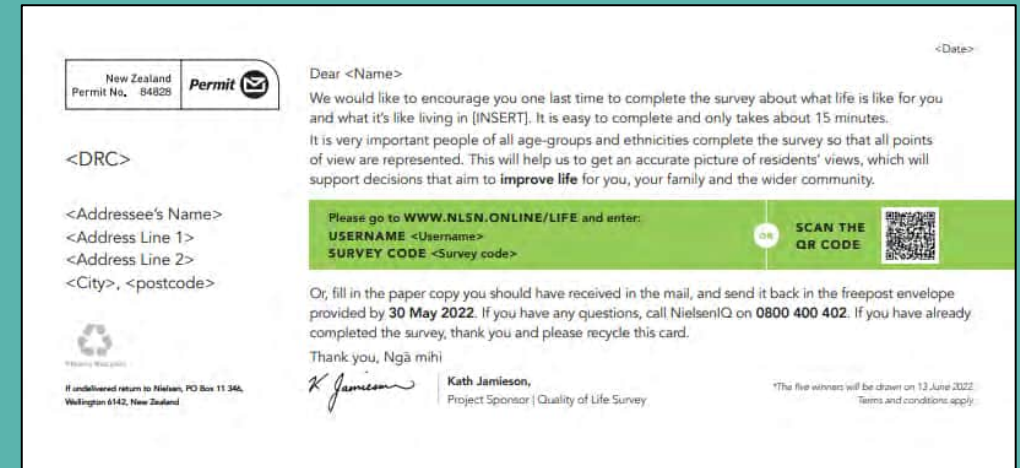 <Date>
New Zealand
Permit No. 84828
Permit
<DRC>
<Addressee's Name>
<Address Line 1>
<Address Line 2>
<City>, <postcode>
If undelivered return to Nielsen, PO Box 11 346,
Wellington 6142, New Zealand
Dear <Name>
We would like to encourage you one last time to complete the survey about what life is like for you
and what it's like living in [INSERT]. It is easy to complete and only takes about 15 minutes.
It is very important people of all age-groups and ethnicities complete the survey so that all points
of view are represented. This will help us to get an accurate picture of residents' views, which will
support decisions that aim to improve life for you, your family and the wider community.
Please go to WWW.NLSN.ONLINE/LIFE and enter:
USERNAME <Username>
SURVEY CODE <Survey code>
OR
SCAN THE
QR CODE
Or, fill in the paper copy you should have received in the mail, and send it back in the freepost envelope
provided by 30 May 2022. If you have any questions, call NielsenIQ on 0800 400 402. If you have already
completed the survey, thank you and please recycle this card.
Thank you, Ngā mihi
K Jamieson
Kath Jamieson,
Project Sponsor | Quality of Life Survey
*The five winners will be drawn on 13 June 2022.
Terms and conditions apply.